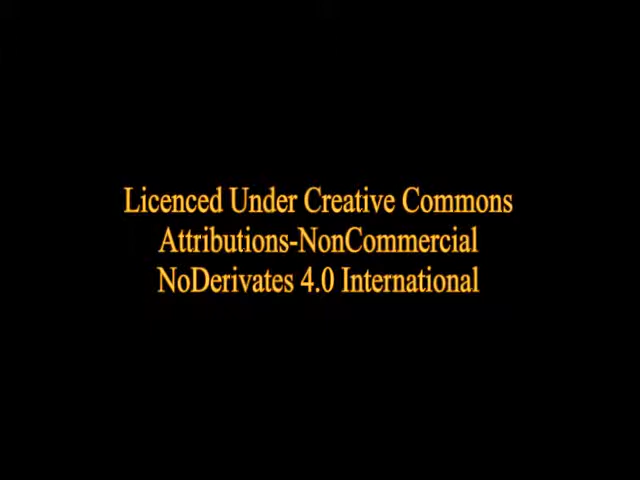 Licenced Under Creative Commons
Attributions-NonCommercial
NoDerivates 4.0 International